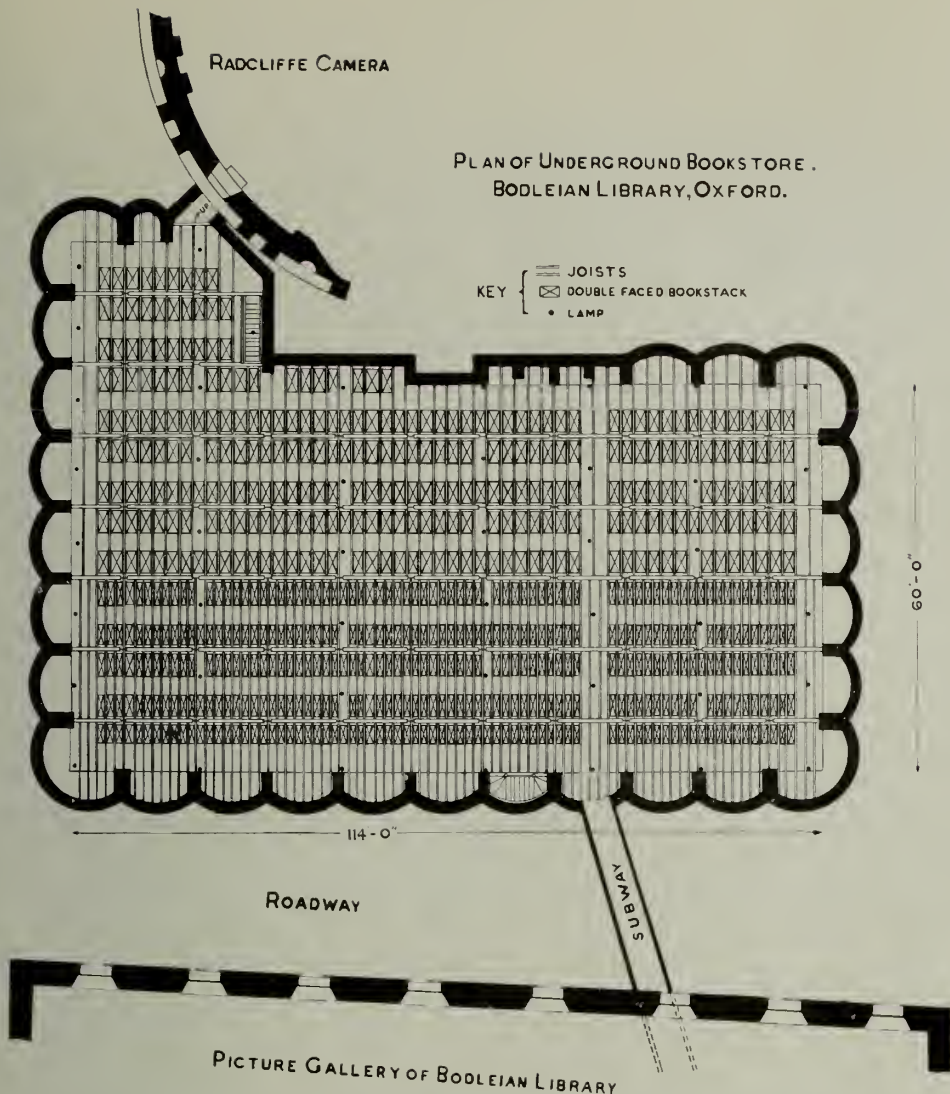 RADCLIFFE CAMERA
PLAN OF UNDERGROUND BOOKSTORE.
BODLEIAN LIBRARY, OXFORD.
KEY
JOISTS
DOUBLE FACED BOOKSTACK
LAMP
UP
60'-0"
114-0"
ROADWAY
SUBWAY
PICTURE GALLERY OF BODLEIAN LIBRARY